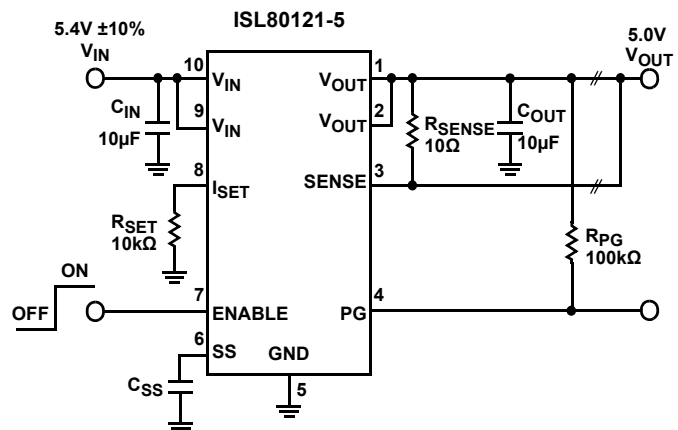 ISL80121-5
5.4V ±10%
VIN
5.0V
VOUT
10
VIN
9
VIN
CIN
10µF
8
ISET
RSET
10kΩ
ON
OFF
7
ENABLE
6
SS
CSS
GND
5
1
VOUT
2
VOUT
RSENSE
10Ω
COUT
10µF
3
SENSE
RPG
100kΩ
4
PG